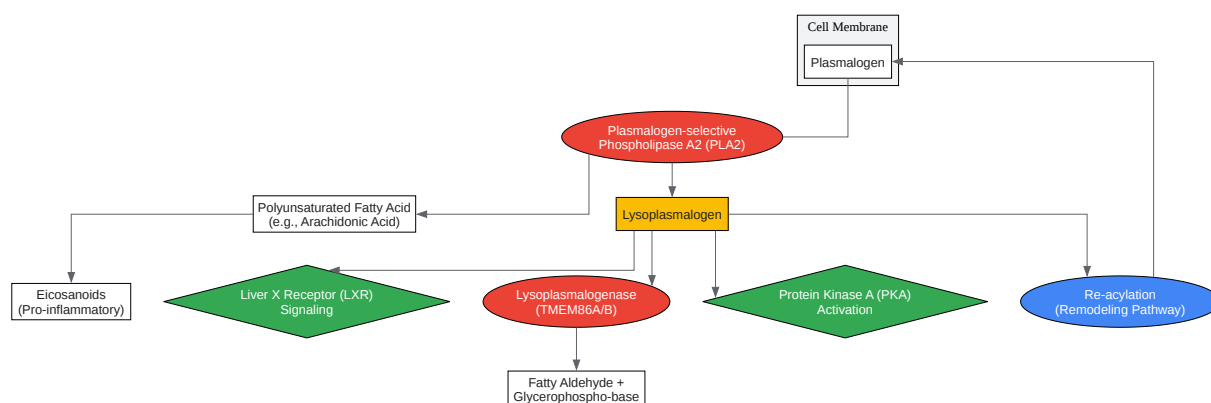 Cell Membrane
Plasmalogen
Plasmalogen-selective
Phospholipase A2 (PLA2)
Polyunsaturated Fatty Acid
(e.g., Arachidonic Acid)
Lysoplasmalogen
Eicosanoids
(Pro-inflammatory)
Liver X Receptor (LXR)
Signaling
Lysoplasmalogenase
(TMEM86A/B)
Protein Kinase A (PKA)
Activation
Re-acylation
(Remodeling Pathway)
Fatty Aldehyde +
Glycerophospho-base